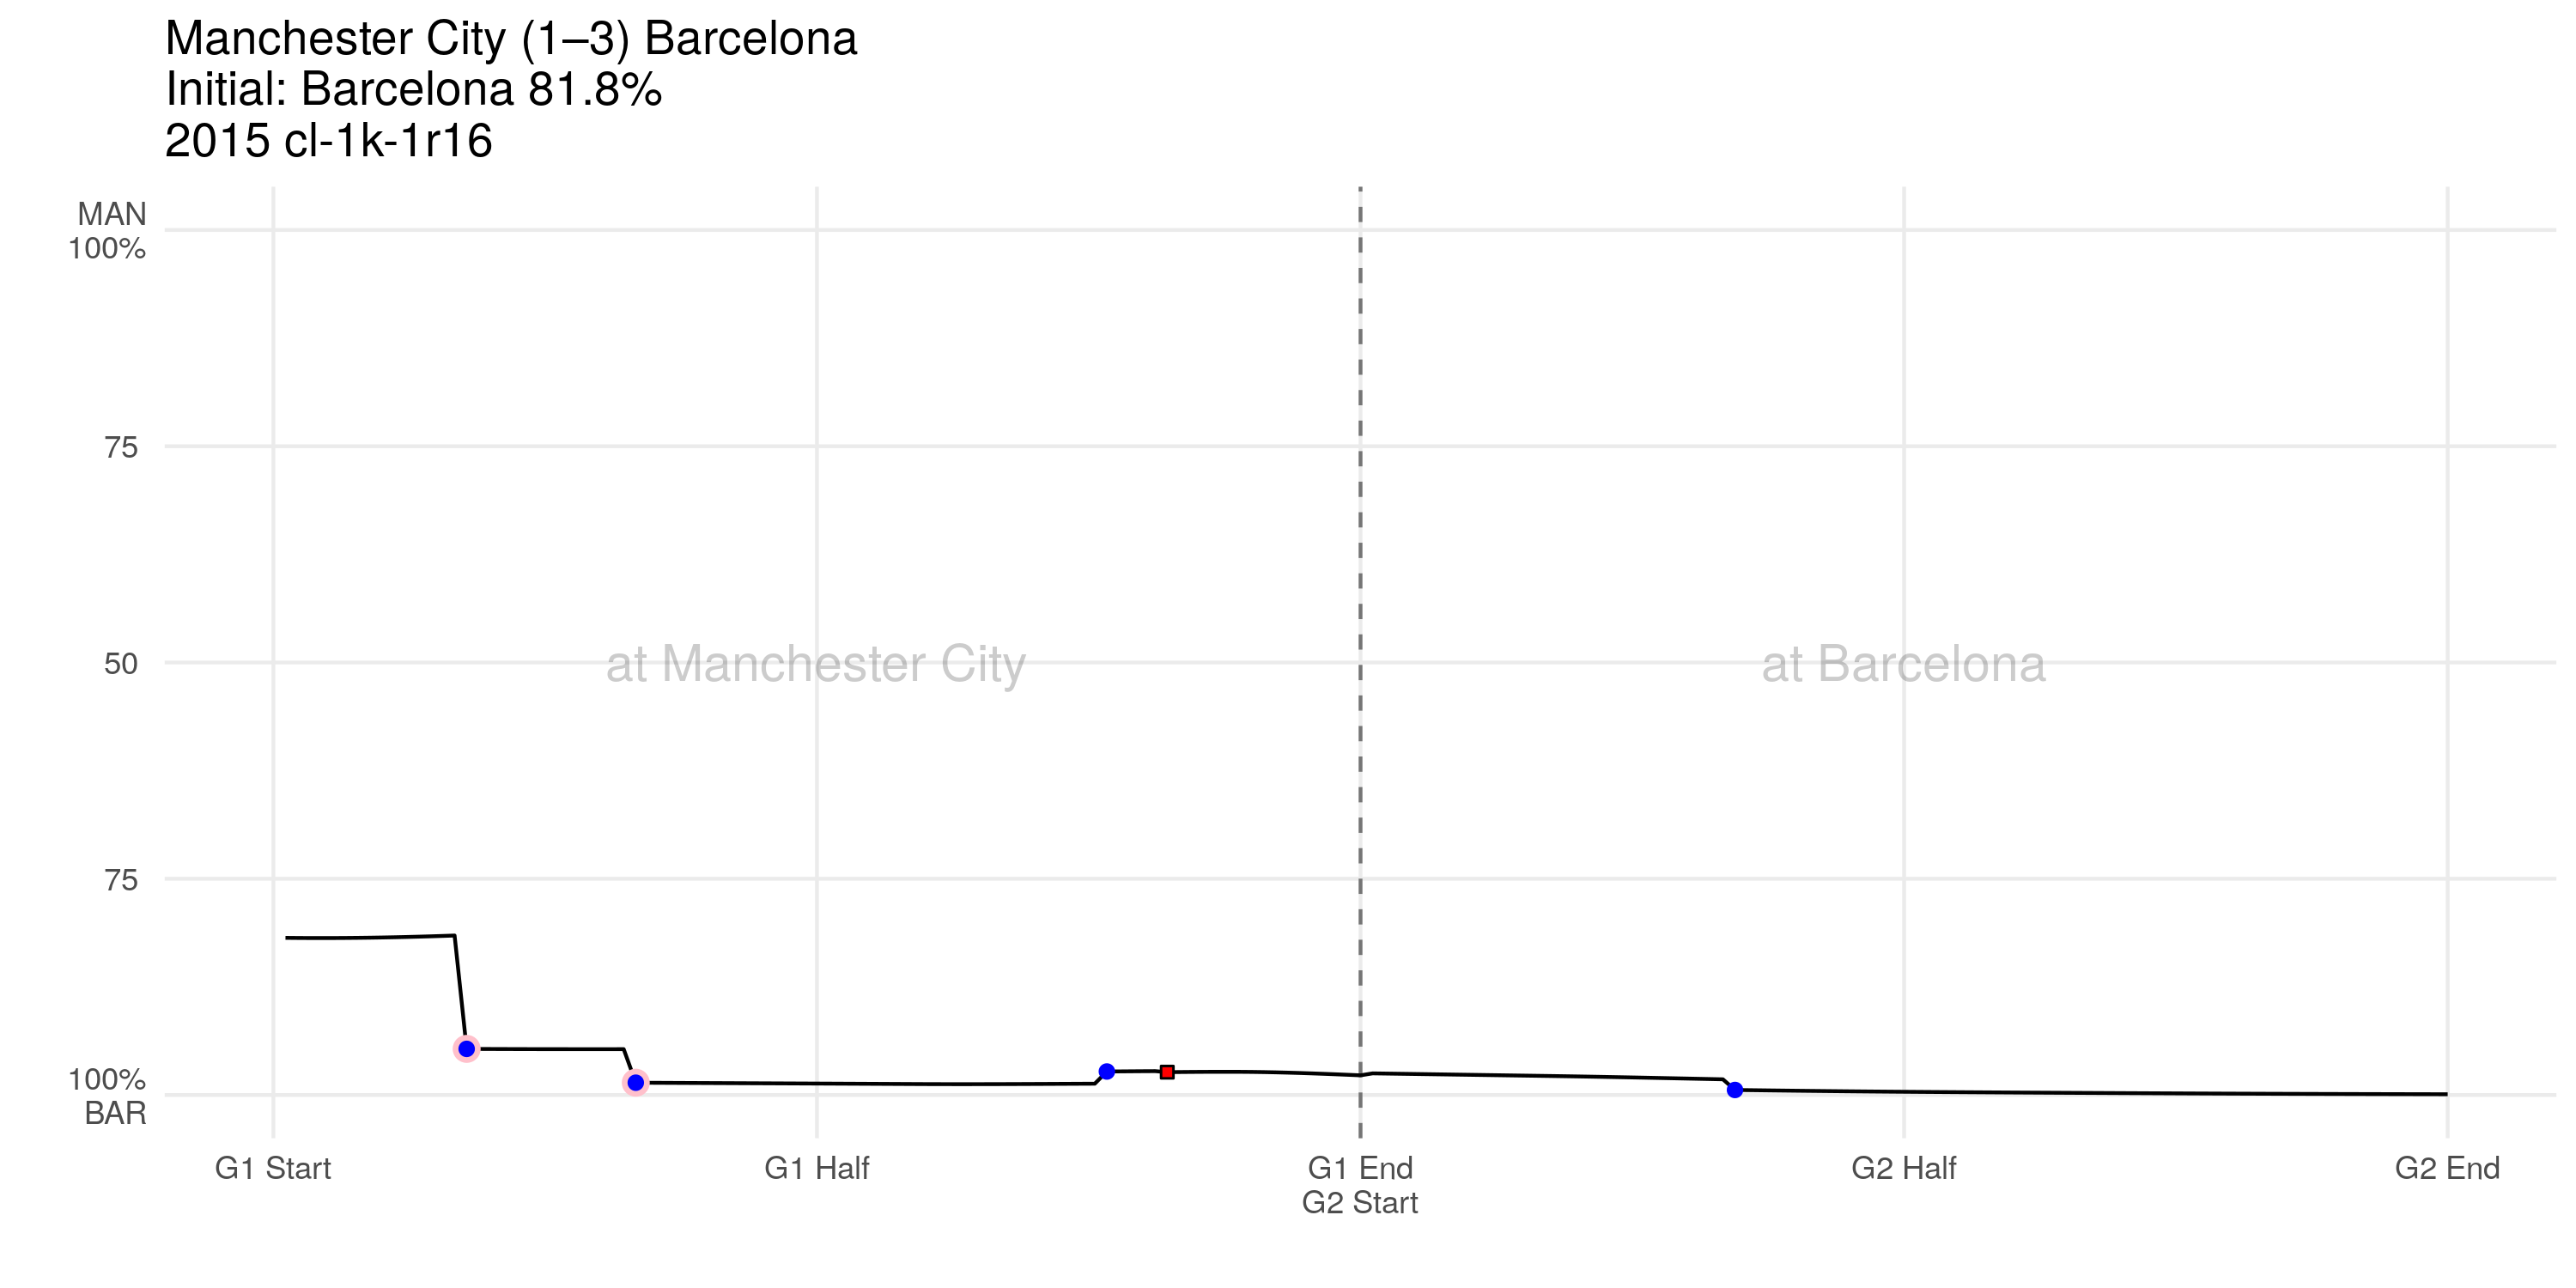 Manchester City (1–3) Barcelona
Initial: Barcelona 81.8%
2015 cl-1k-1r16
MAN
100%
75
50
75
100%
BAR
at Manchester City
at Barcelona
G1 Start
G1 Half
G1 End
G2 Start
G2 Half
G2 End